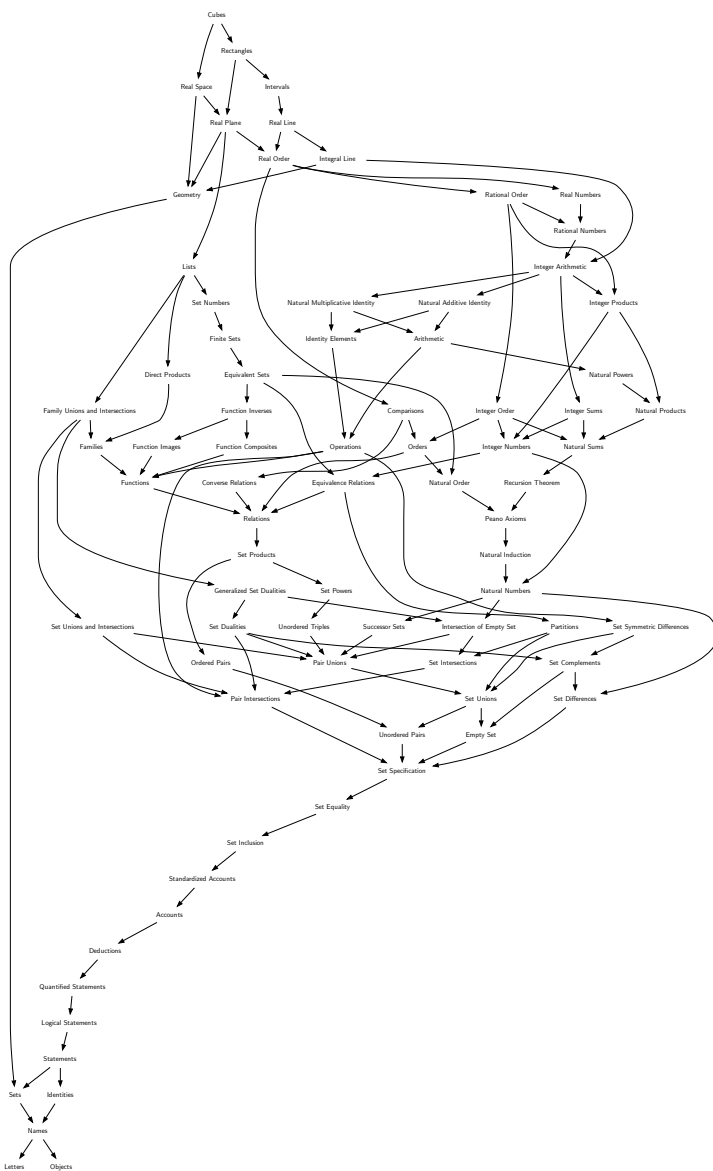 Cubes
Rectangles
Real Space
Intervals
Real Plane
Real Line
Real Order
Integral Line
Geometry
Rational Order
Real Numbers
Rational Numbers
Lists
Integer Arithmetic
Set Numbers
Natural Multiplicative Identity
Natural Additive Identity
Integer Products
Finite Sets
Identity Elements
Arithmetic
Direct Products
Equivalent Sets
Natural Powers
Family Unions and Intersections
Function Inverses
Comparisons
Integer Order
Integer Sums
Natural Products
Families
Function Images
Function Composites
Operations
Orders
Integer Numbers
Natural Sums
Functions
Converse Relations
Equivalence Relations
Natural Order
Recursion Theorem
Relations
Peano Axioms
Set Products
Natural Induction
Generalized Set Dualities
Set Powers
Natural Numbers
Set Unions and Intersections
Set Dualities
Unordered Triples
Successor Sets
Intersection of Empty Set
Partitions
Set Symmetric Differences
Ordered Pairs
Pair Unions
Set Intersections
Set Complements
Pair Intersections
Set Unions
Set Differences
Unordered Pairs
Empty Set
Set Specification
Set Equality
Set Inclusion
Standardized Accounts
Accounts
Deductions
Quantified Statements
Logical Statements
Statements
Sets
Identities
Names
Letters
Objects